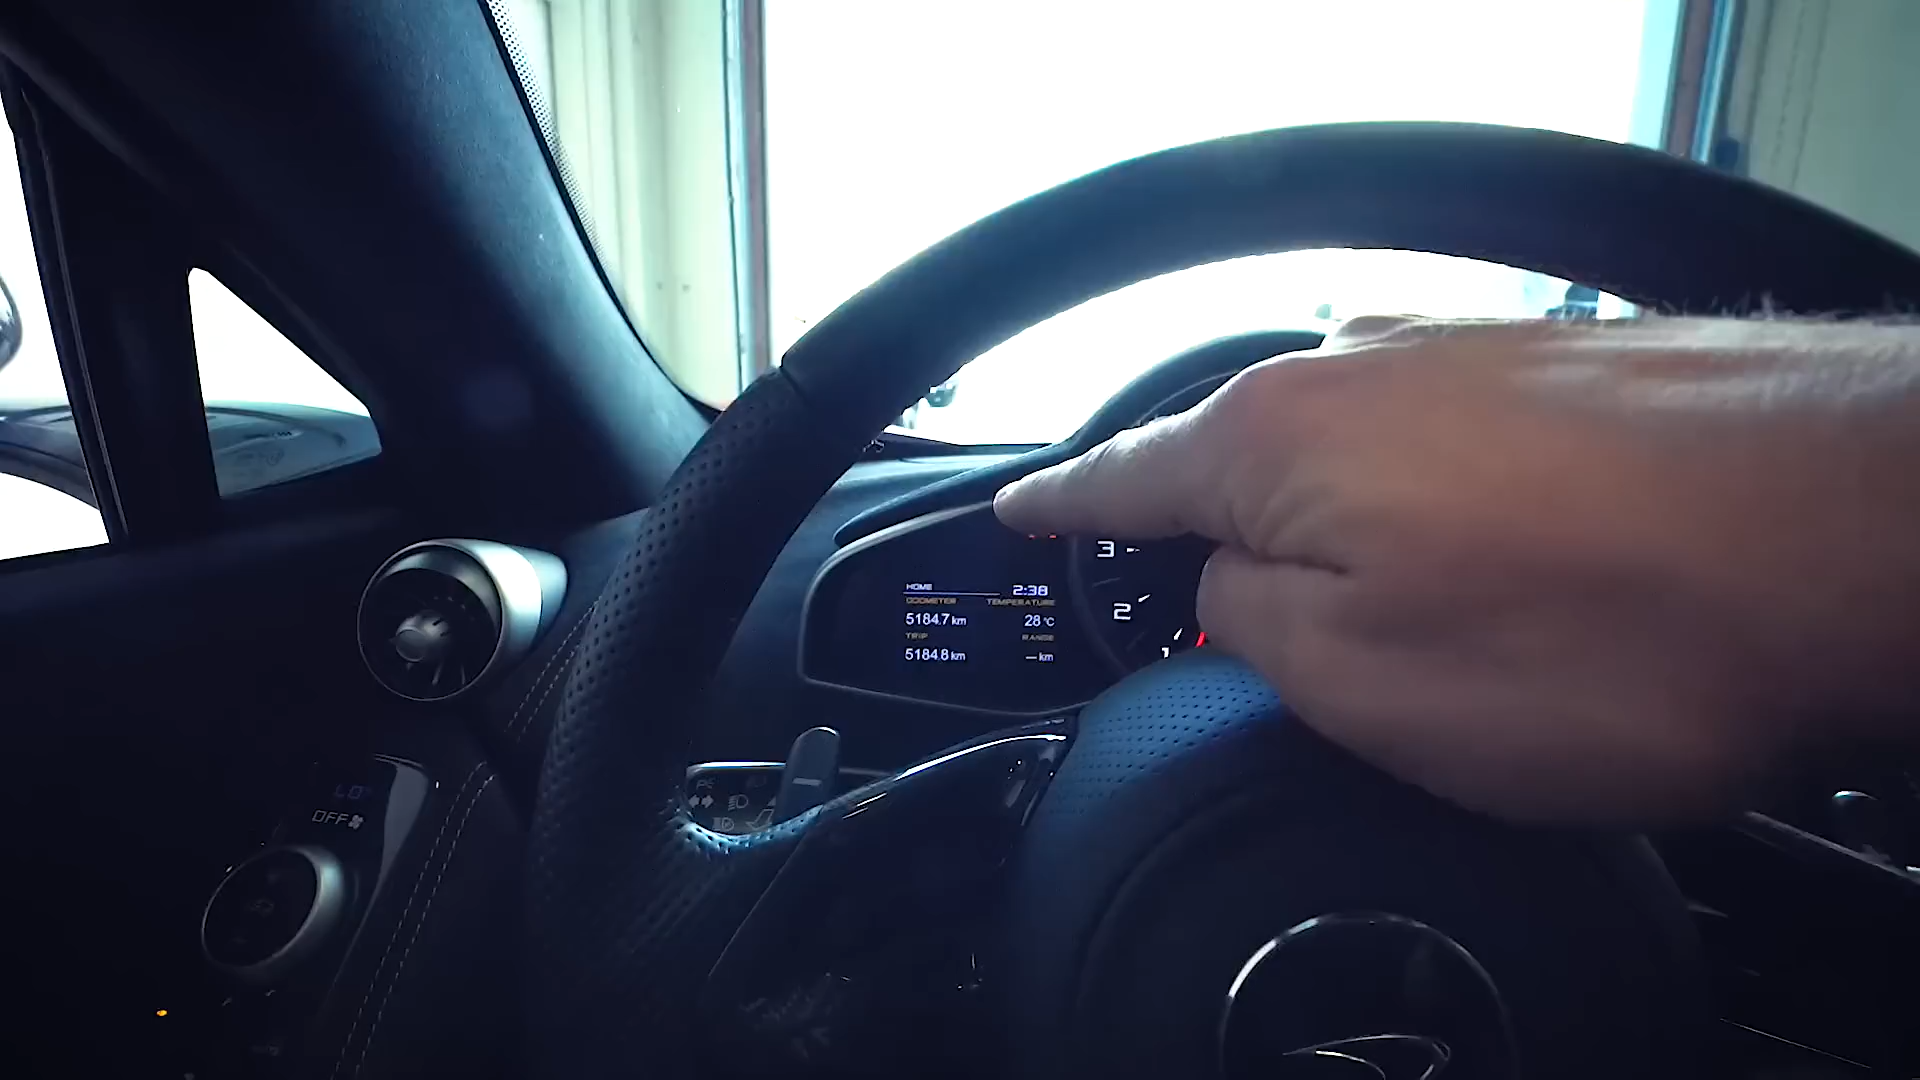 HOME 2:38
ODOMETER TEMPERATURE
5184.7 km 28 °C
TRIP RANGE
5184.8 km — km
3
2
1
LO
OFF